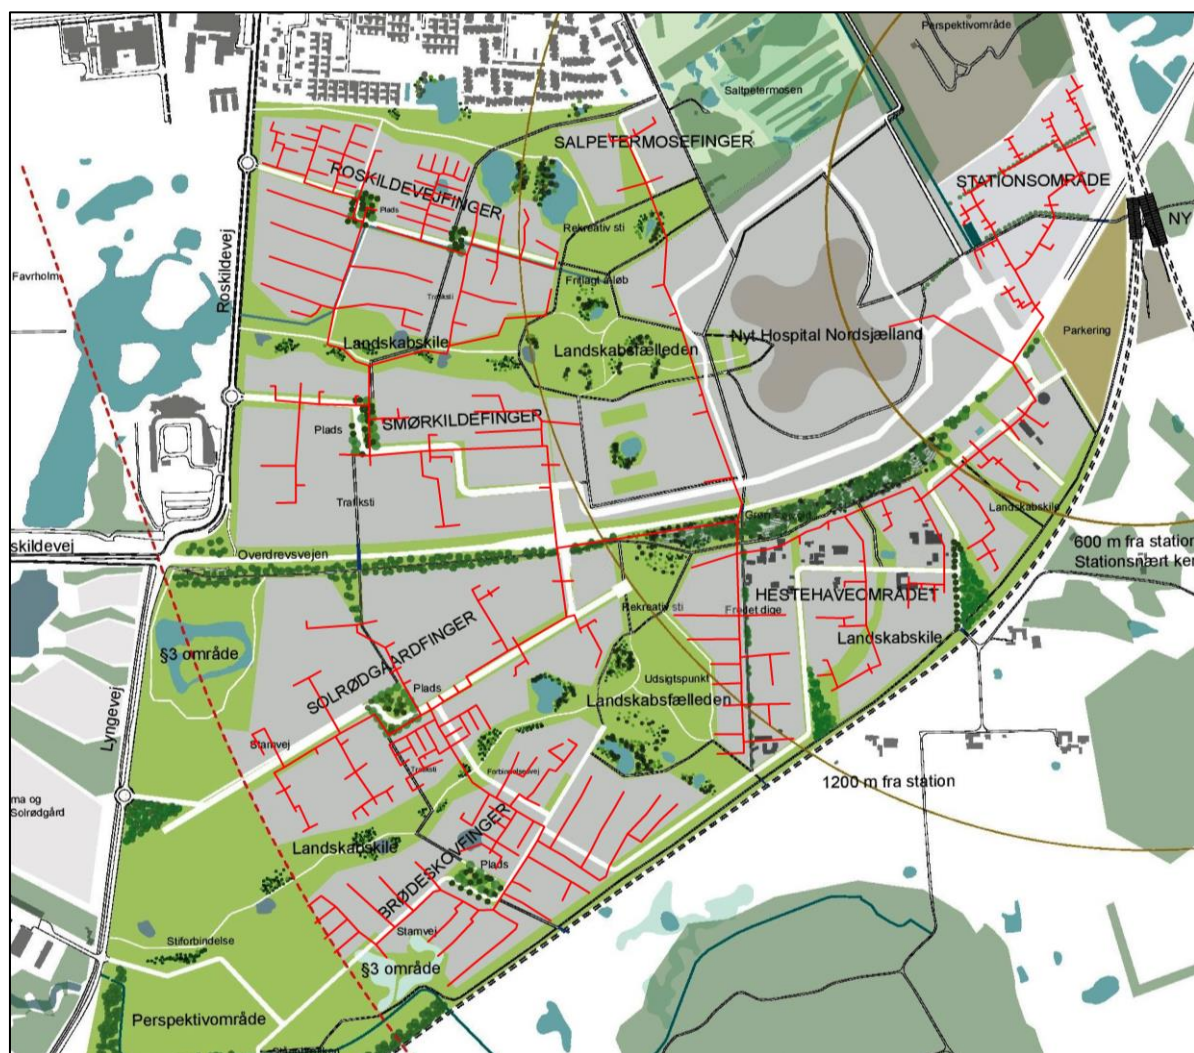 Perspektivområde
Saltpetermosen
SALPETERMOSEFINGER
ROSKILDEVEJFINGER
STATIONSOMRÅDE
Plads
NY
Rekreativ sti
Favrholm
Roskildevej
Frilagt åløb
Trafiksti
Landskabskile
Landskabsfælleden
Nyt Hospital Nordsjælland
Parkering
SMØRKILDEFINGER
Plads
Trafiksti
Landskabskile
skildevej
Overdrevsvejen
600 m fra station
Stationsnært ker
HESTEHAVEOMRÅDET
Rekreativ sti
Fredet dige
Landskabskile
§3 område
SOLRØDGAARDFINGER
Lyngevej
Udsigtspunkt
Plads
Landskabsfælleden
Stamvej
Trafiksti
Forbindelsesvej
1200 m fra station
ma og
Solrødgård
Landskabskile
BRØDESKOVFINGER
Plads
Stamvej
Stiforbindelse
§3 område
Perspektivområde